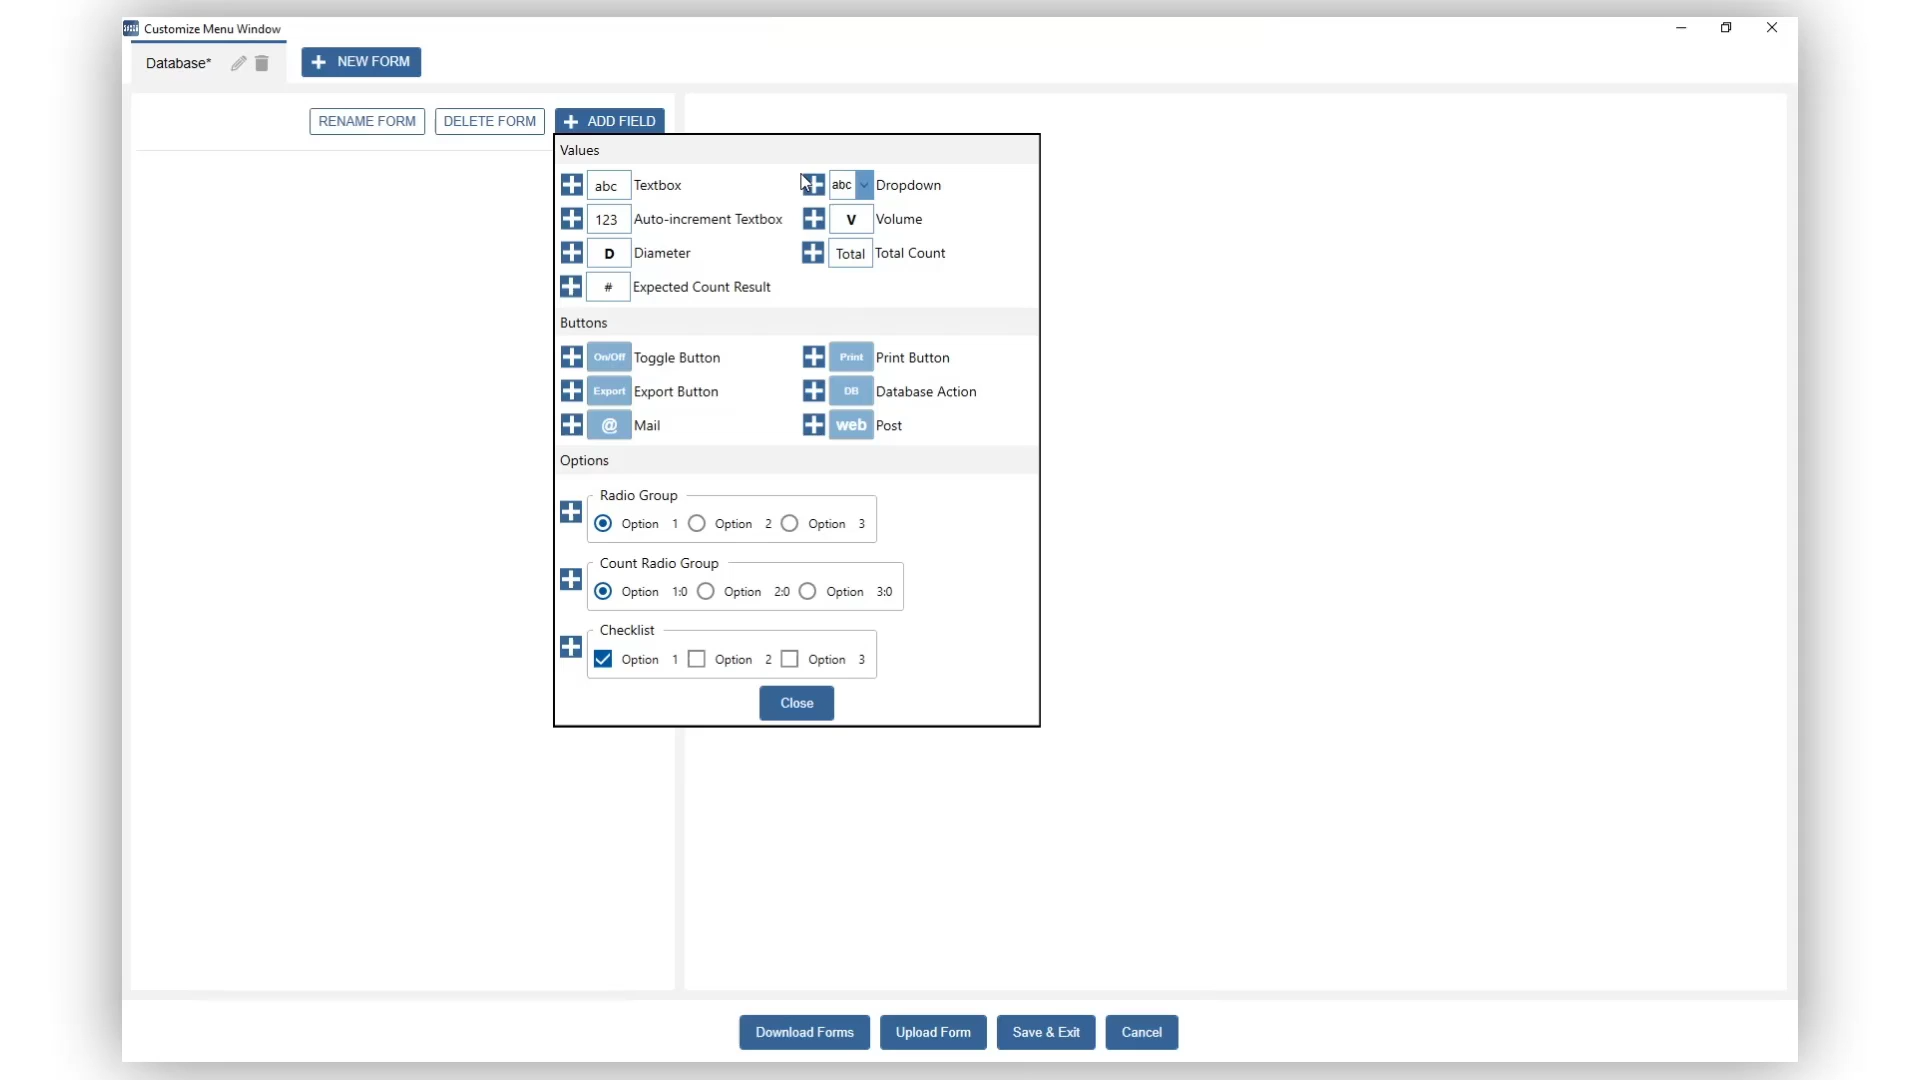 Customize Menu Window
Database*
NEW FORM
RENAME FORM
DELETE FORM
ADD FIELD
Values
abc Textbox
abc Dropdown
123 Auto-increment Textbox
V Volume
D Diameter
Total Total Count
# Expected Count Result
Buttons
On/Off Toggle Button
Print Print Button
Export Export Button
DB Database Action
@ Mail
web Post
Options
Radio Group
Option 1 Option 2 Option 3
Count Radio Group
Option 1:0 Option 2:0 Option 3:0
Checklist
Option 1 Option 2 Option 3
Close
Download Forms
Upload Form
Save & Exit
Cancel